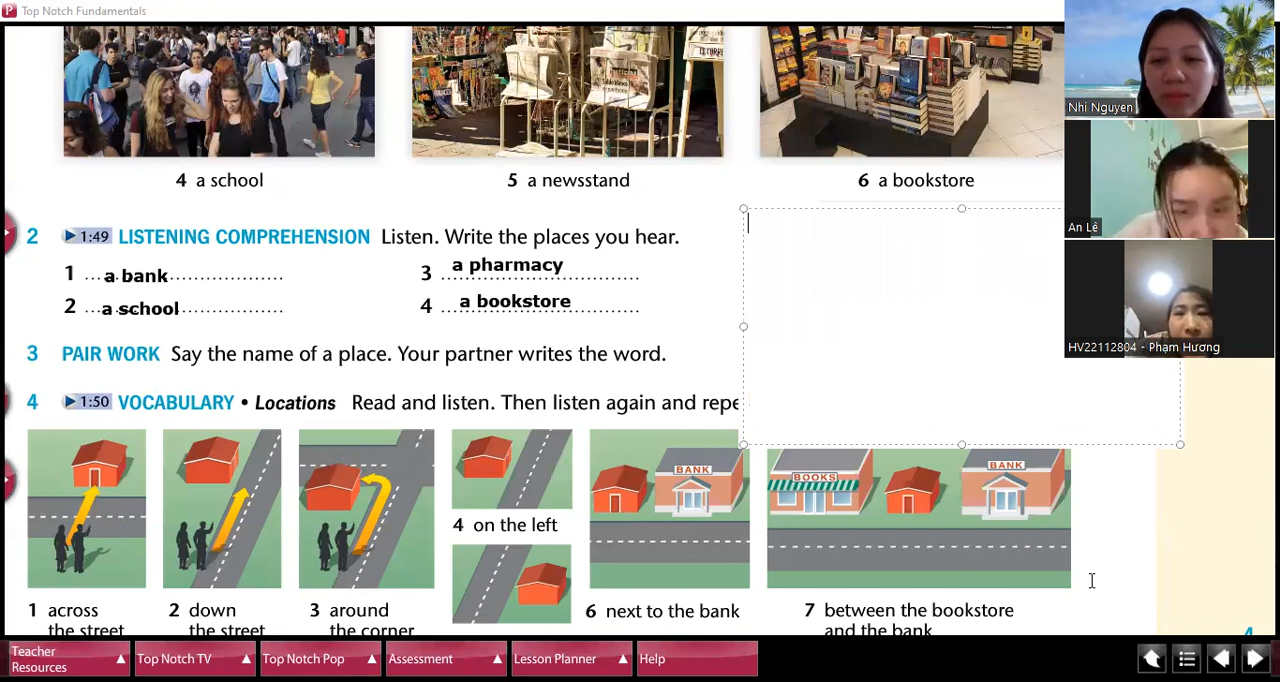 Top Notch Fundamentals
Nhi Nguyen
An Lê
HV22112804 - Phạm Hương
4 a school
5 a newsstand
6 a bookstore
2 1:49 LISTENING COMPREHENSION Listen. Write the places you hear.
1 a bank
3 a pharmacy
2 a school
4 a bookstore
3 PAIR WORK Say the name of a place. Your partner writes the word.
4 1:50 VOCABULARY • Locations Read and listen. Then listen again and repe
BANK
BOOKS
BANK
4 on the left
1 across
the street
2 down
the street
3 around
the corner
6 next to the bank
7 between the bookstore
and the bank
Teacher
Resources
Top Notch TV
Top Notch Pop
Assessment
Lesson Planner
Help